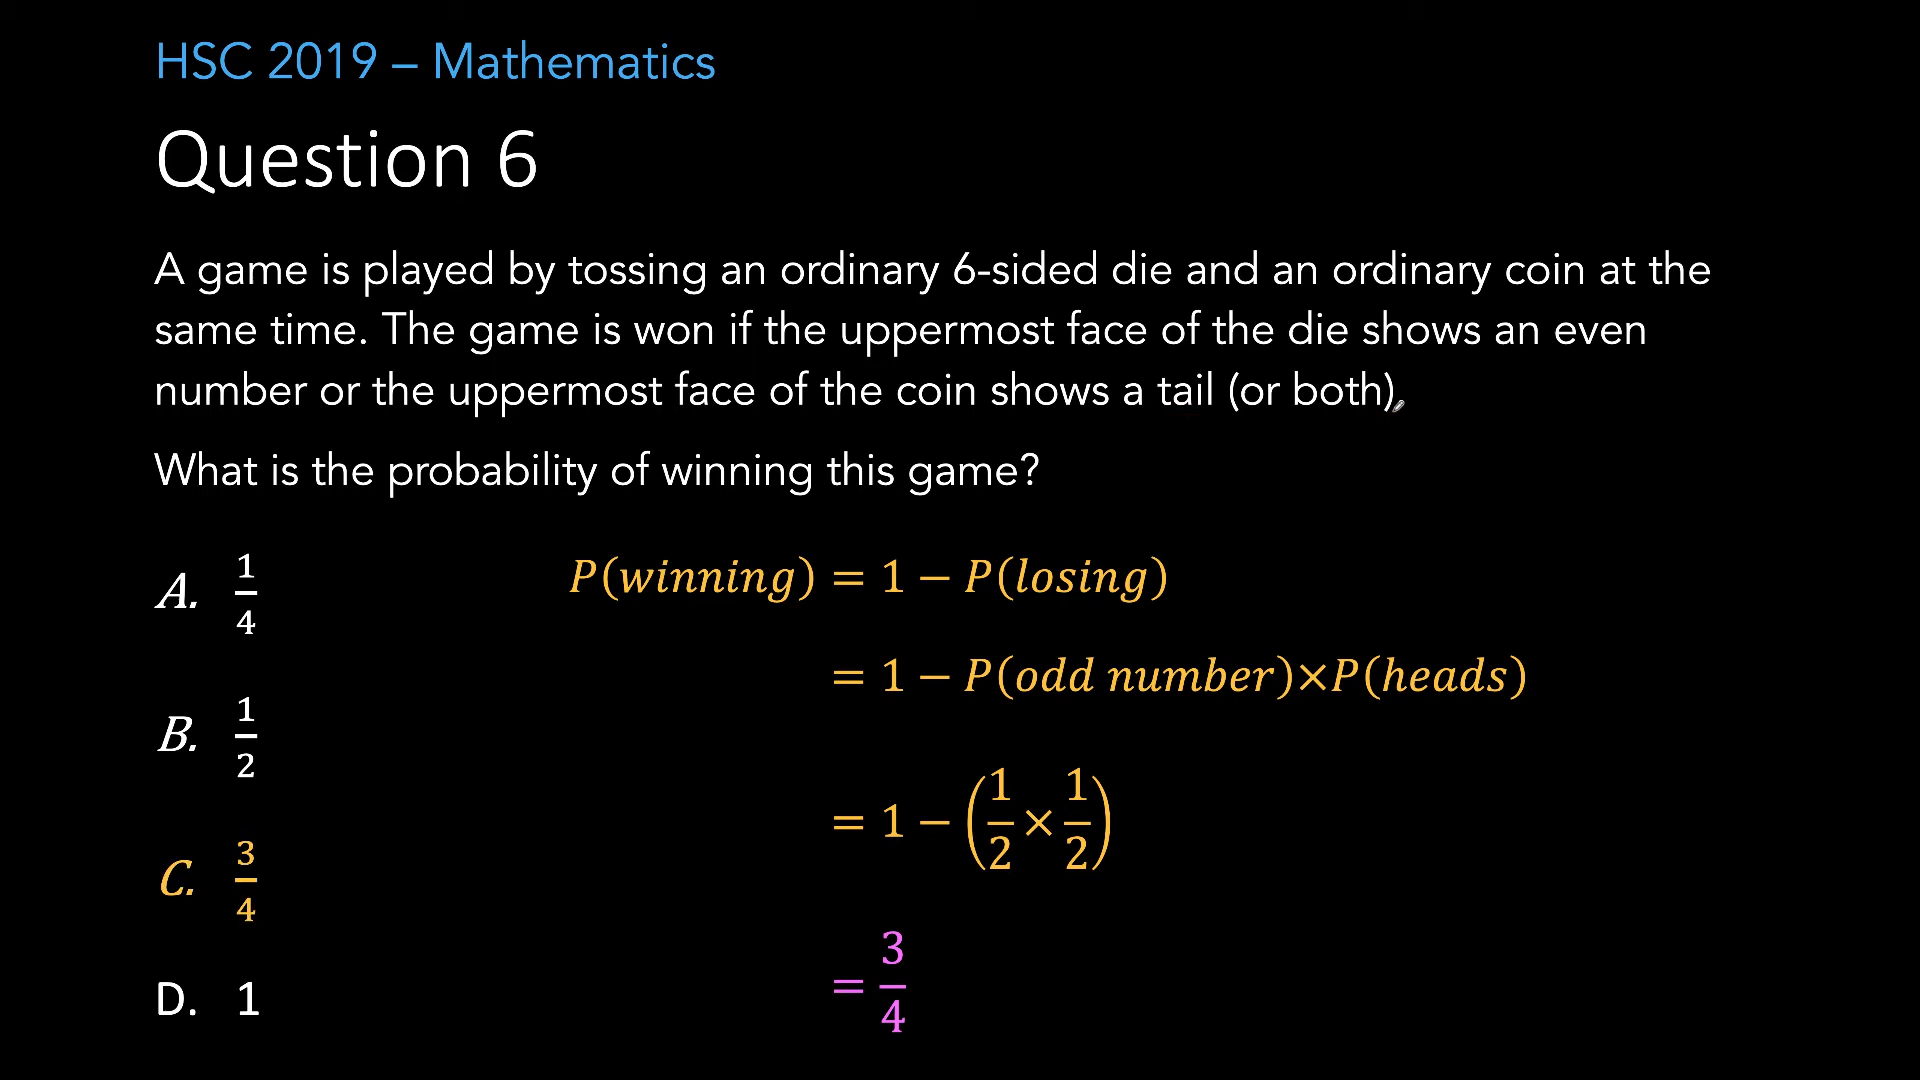 HSC 2019 – Mathematics
Question 6
A game is played by tossing an ordinary 6-sided die and an ordinary coin at the
same time. The game is won if the uppermost face of the die shows an even
number or the uppermost face of the coin shows a tail (or both).
What is the probability of winning this game?
A. 1/4
B. 1/2
C. 3/4
D. 1
P(winning) = 1 − P(losing)
= 1 − P(odd number)×P(heads)
= 1 − (1/2 × 1/2)
= 3/4